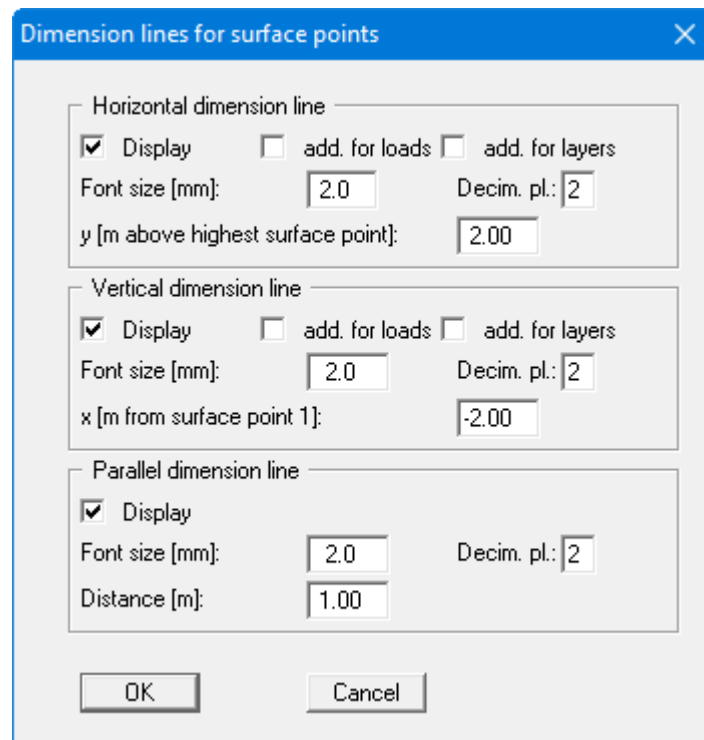 Dimension lines for surface points
Horizontal dimension line
Display add. for loads add. for layers
Font size [mm]: 2.0 Decim. pl.: 2
y [m above highest surface point]: 2.00
Vertical dimension line
Display add. for loads add. for layers
Font size [mm]: 2.0 Decim. pl.: 2
x [m from surface point 1]: -2.00
Parallel dimension line
Display
Font size [mm]: 2.0 Decim. pl.: 2
Distance [m]: 1.00
OK Cancel